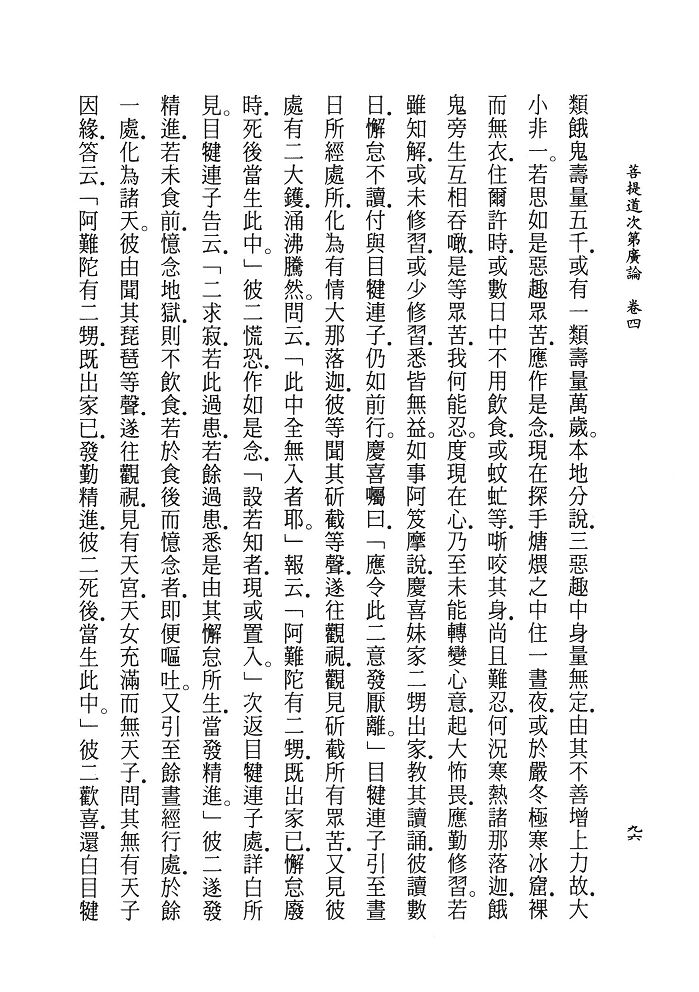 菩提道次第廣論　卷四
九六
類餓鬼壽量五千．或有一類壽量萬歲。本地分說．三惡趣中身量無定．由其不善增上力故．大
小非一。若思如是惡趣眾苦．應作是念．現在探手煻煨之中住一晝夜．或於嚴冬極寒冰窟．裸
而無衣．住爾許時．或數日中不用飲食．或蚊虻等．哳咬其身．尚且難忍．何況寒熱諸那落迦．餓
鬼旁生互相吞噉．是等眾苦．我何能忍。度現在心．乃至未能轉變心意．起大怖畏．應勤修習。若
雖知解．或未修習．或少修習．悉皆無益。如事阿笈摩說．慶喜妹家二甥出家．教其讀誦．彼讀數
日．懈怠不讀．付與目犍連子．仍如前行。慶喜囑曰．「應令此二意發厭離。」目犍連子引至晝
日所經處所．化為有情大那落迦．彼等聞其斫截等聲．遂往觀視．觀見斫截所有眾苦．又見彼
處有二大鑊．涌沸騰然。問云．「此中全無入者耶。」報云．「阿難陀有二甥．既出家已．懈怠廢
時．死後當生此中。」彼二慌恐．作如是念「設若知者．現或置入。」次返目犍連子處．詳白所
見。目犍連子告云．「二求寂．若此過患．若餘過患．悉是由其懈怠所生．當發精進。」彼二遂發
精進．若未食前．憶念地獄．則不飲食．若於食後而憶念者．即便嘔吐。又引至餘晝經行處．於餘
一處．化為諸天。彼由聞其琵琶等聲．遂往觀視．見有天宮．天女充滿而無天子．問其無有天子
因緣．答云．「阿難陀有二甥．既出家已．發勤精進．彼二死後．當生此中。」彼二歡喜．還白目犍